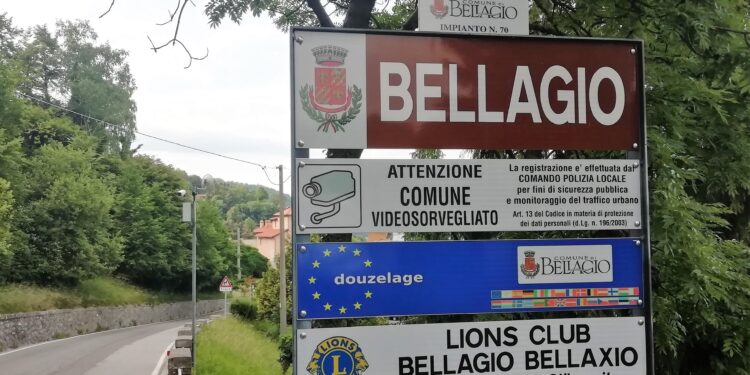 COMUNE DI
BELLAGIO
IMPIANTO N. 70
BELLAGIO
ATTENZIONE
COMUNE
VIDEOSORVEGLIATO
La registrazione e' effettuata dal
COMANDO POLIZIA LOCALE
per fini di sicurezza pubblica
e monitoraggio del traffico urbano
Art. 13 del Codice in materia di protezione
dei dati personali (d.Lg. n. 196/2003)
douzelage
COMUNE DI
BELLAGIO
LIONS
L
LIONS CLUB
BELLAGIO BELLAXIO